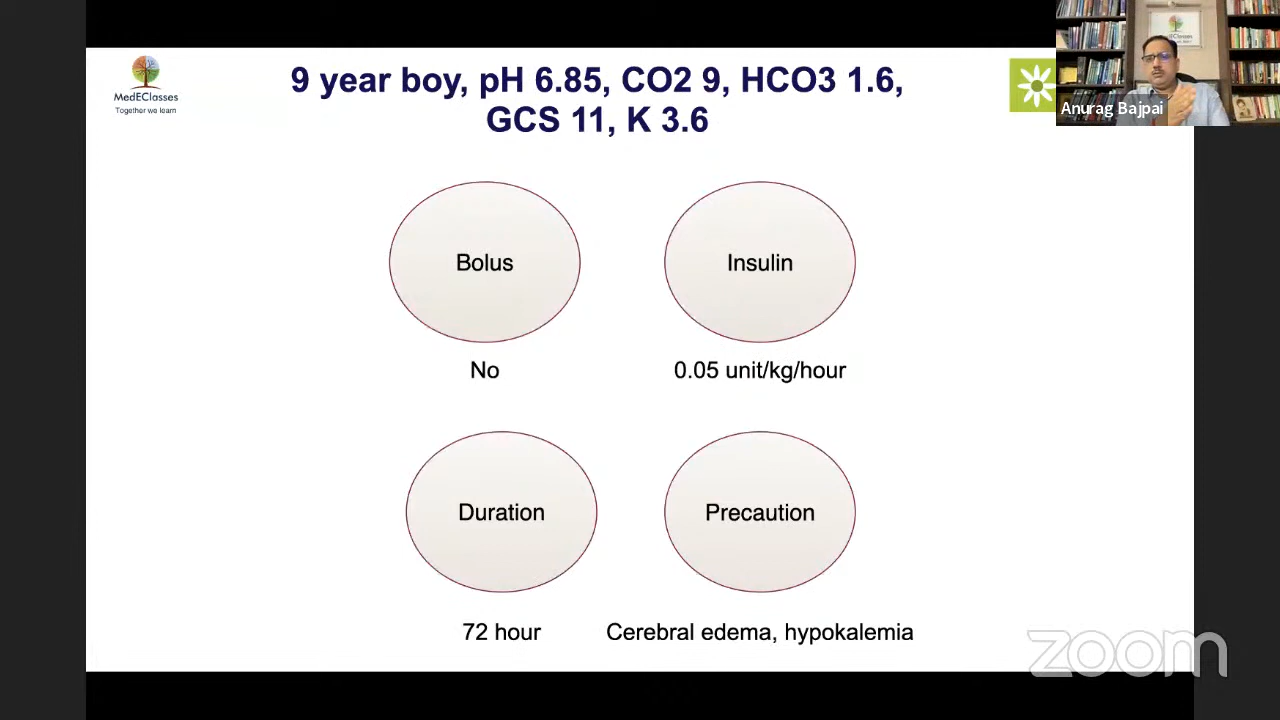 MedEClasses
Together we learn
9 year boy, pH 6.85, CO2 9, HCO3 1.6,
GCS 11, K 3.6
Anurag Bajpai
Bolus
Insulin
No
0.05 unit/kg/hour
Duration
Precaution
72 hour
Cerebral edema, hypokalemia
zoom